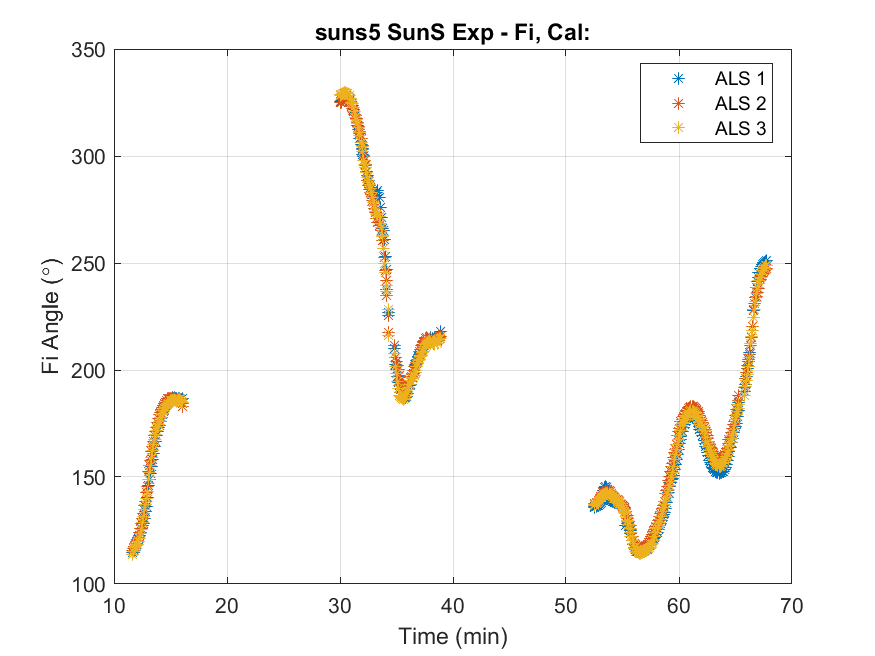 suns5 SunS Exp - Fi, Cal:
350
300
250
200
150
100
Fi Angle (°)
10 20 30 40 50 60 70
Time (min)
ALS 1
ALS 2
ALS 3